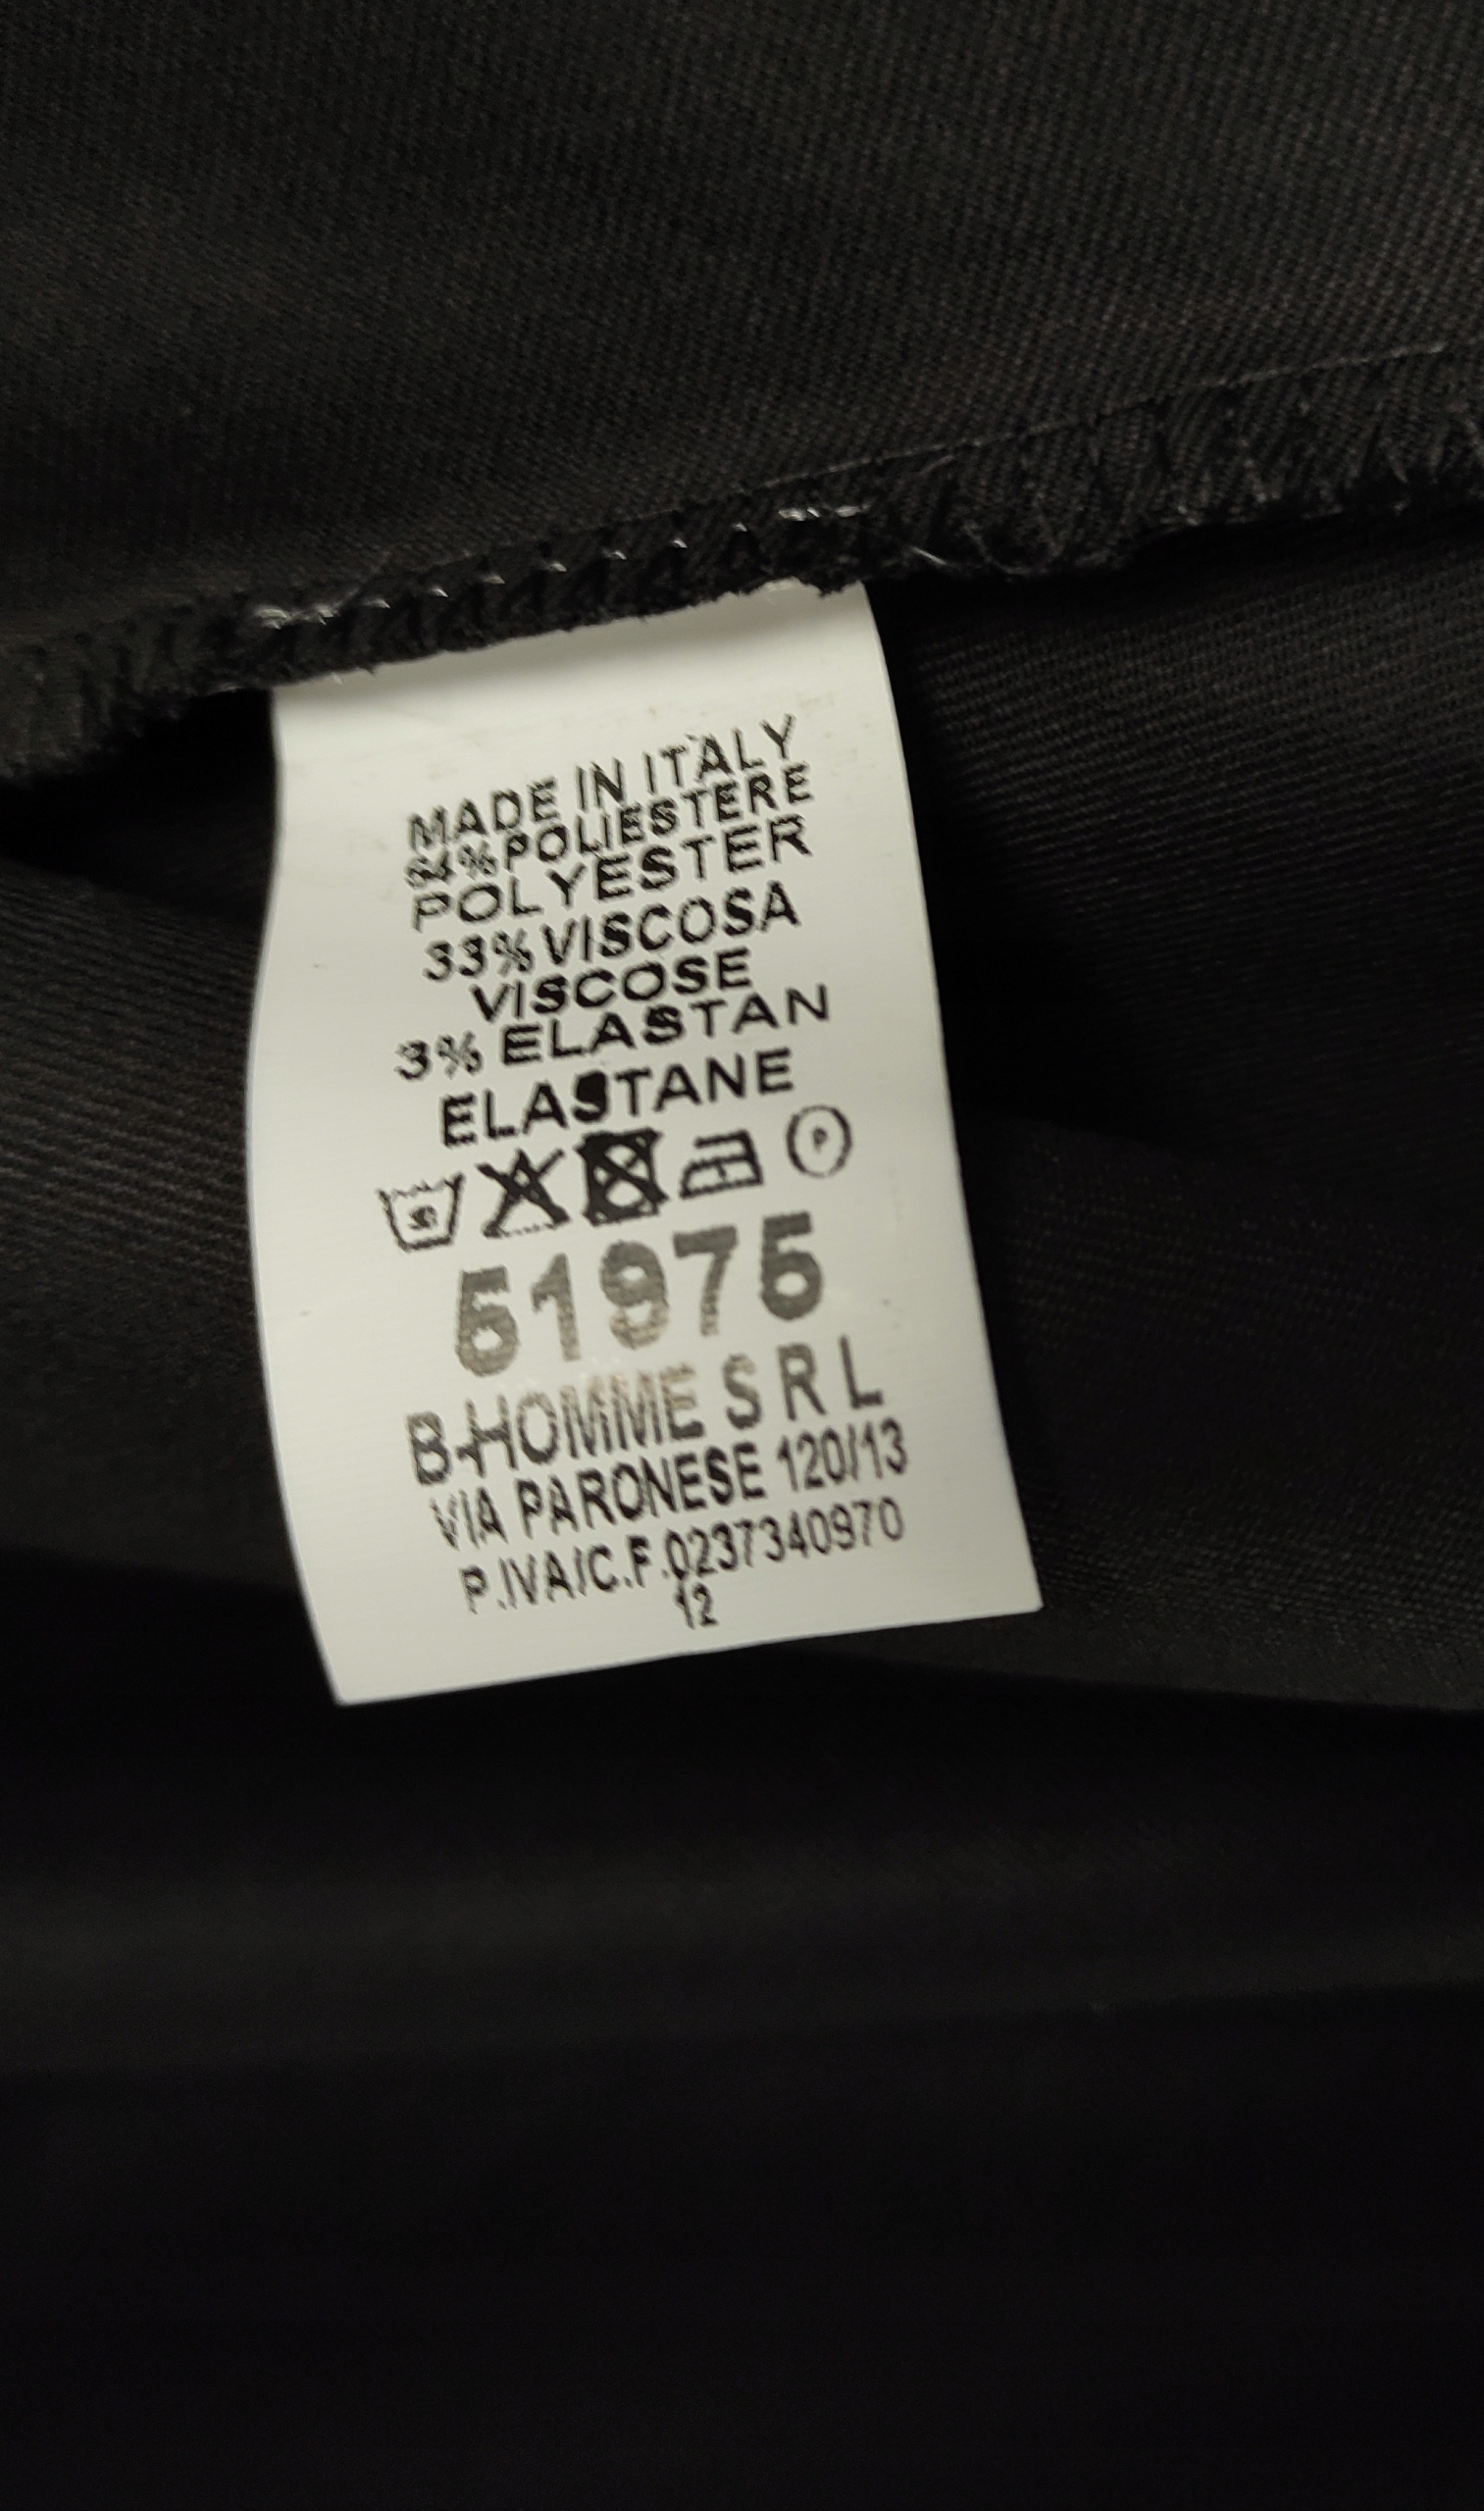 MADE IN ITALY
64%POLIESTERE
POLYESTER
33%VISCOSA
VISCOSE
3% ELASTAN
ELASTANE
P
51975
B-HOMME S R L
VIA PARONESE 120/13
P.IVA/C.F.0237340970
12